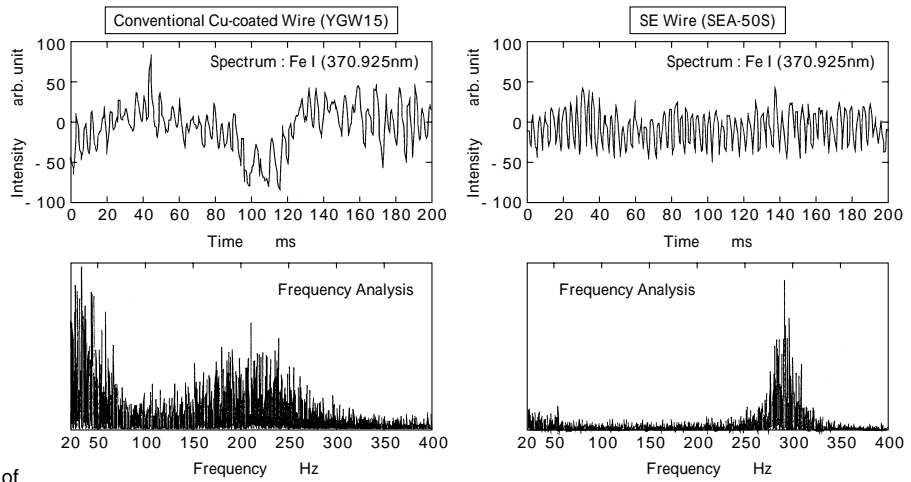 Conventional Cu-coated Wire (YGW15)
Intensity arb. unit
100
50
0
- 50
- 100
Spectrum : Fe I (370.925nm)
0 20 40 60 80 100 120 140 160 180 200
Time ms
Frequency Analysis
20 50 100 150 200 250 300 350 400
Frequency Hz
SE Wire (SEA-50S)
Intensity arb. unit
100
50
0
- 50
- 100
Spectrum : Fe I (370.925nm)
0 20 40 60 80 100 120 140 160 180 200
Time ms
Frequency Analysis
20 50 100 150 200 250 300 350 400
Frequency Hz
of